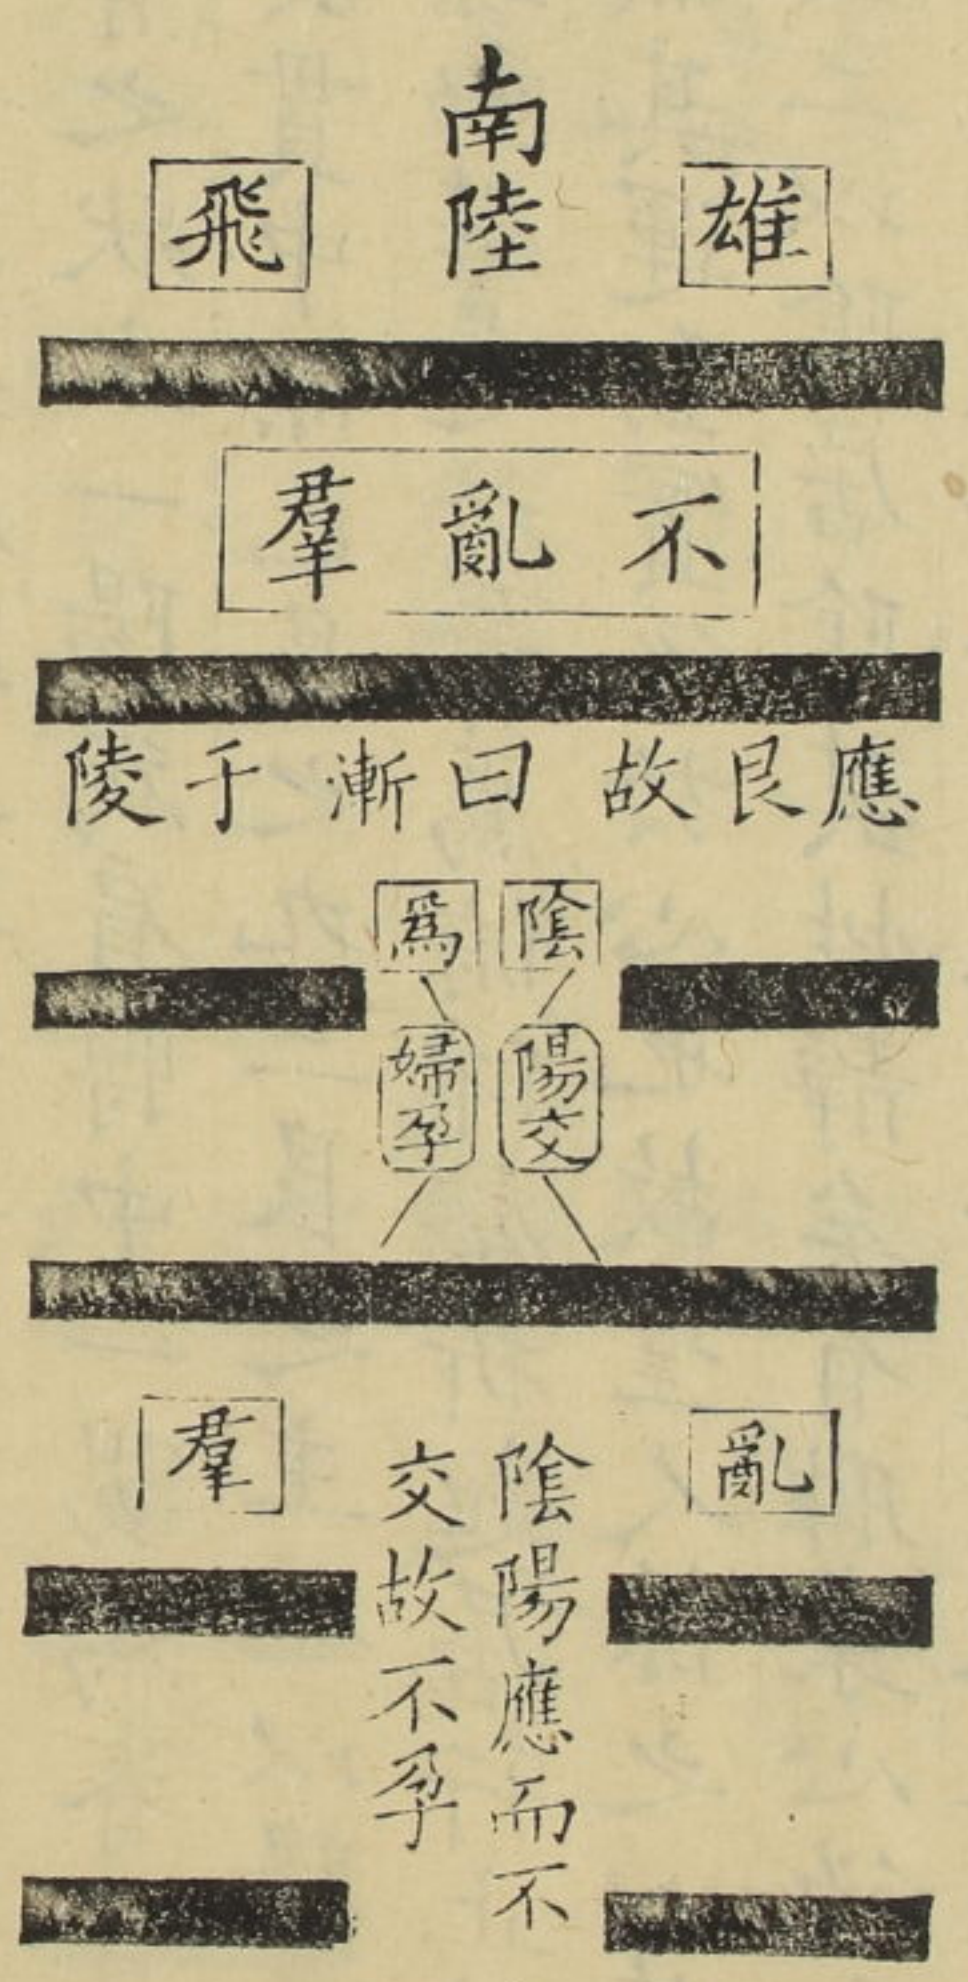 南陸
雄
飛
不亂羣
應艮故曰漸于陵
陰
爲
陽交
婦孕
亂
羣
陰陽應而不
交故不孕